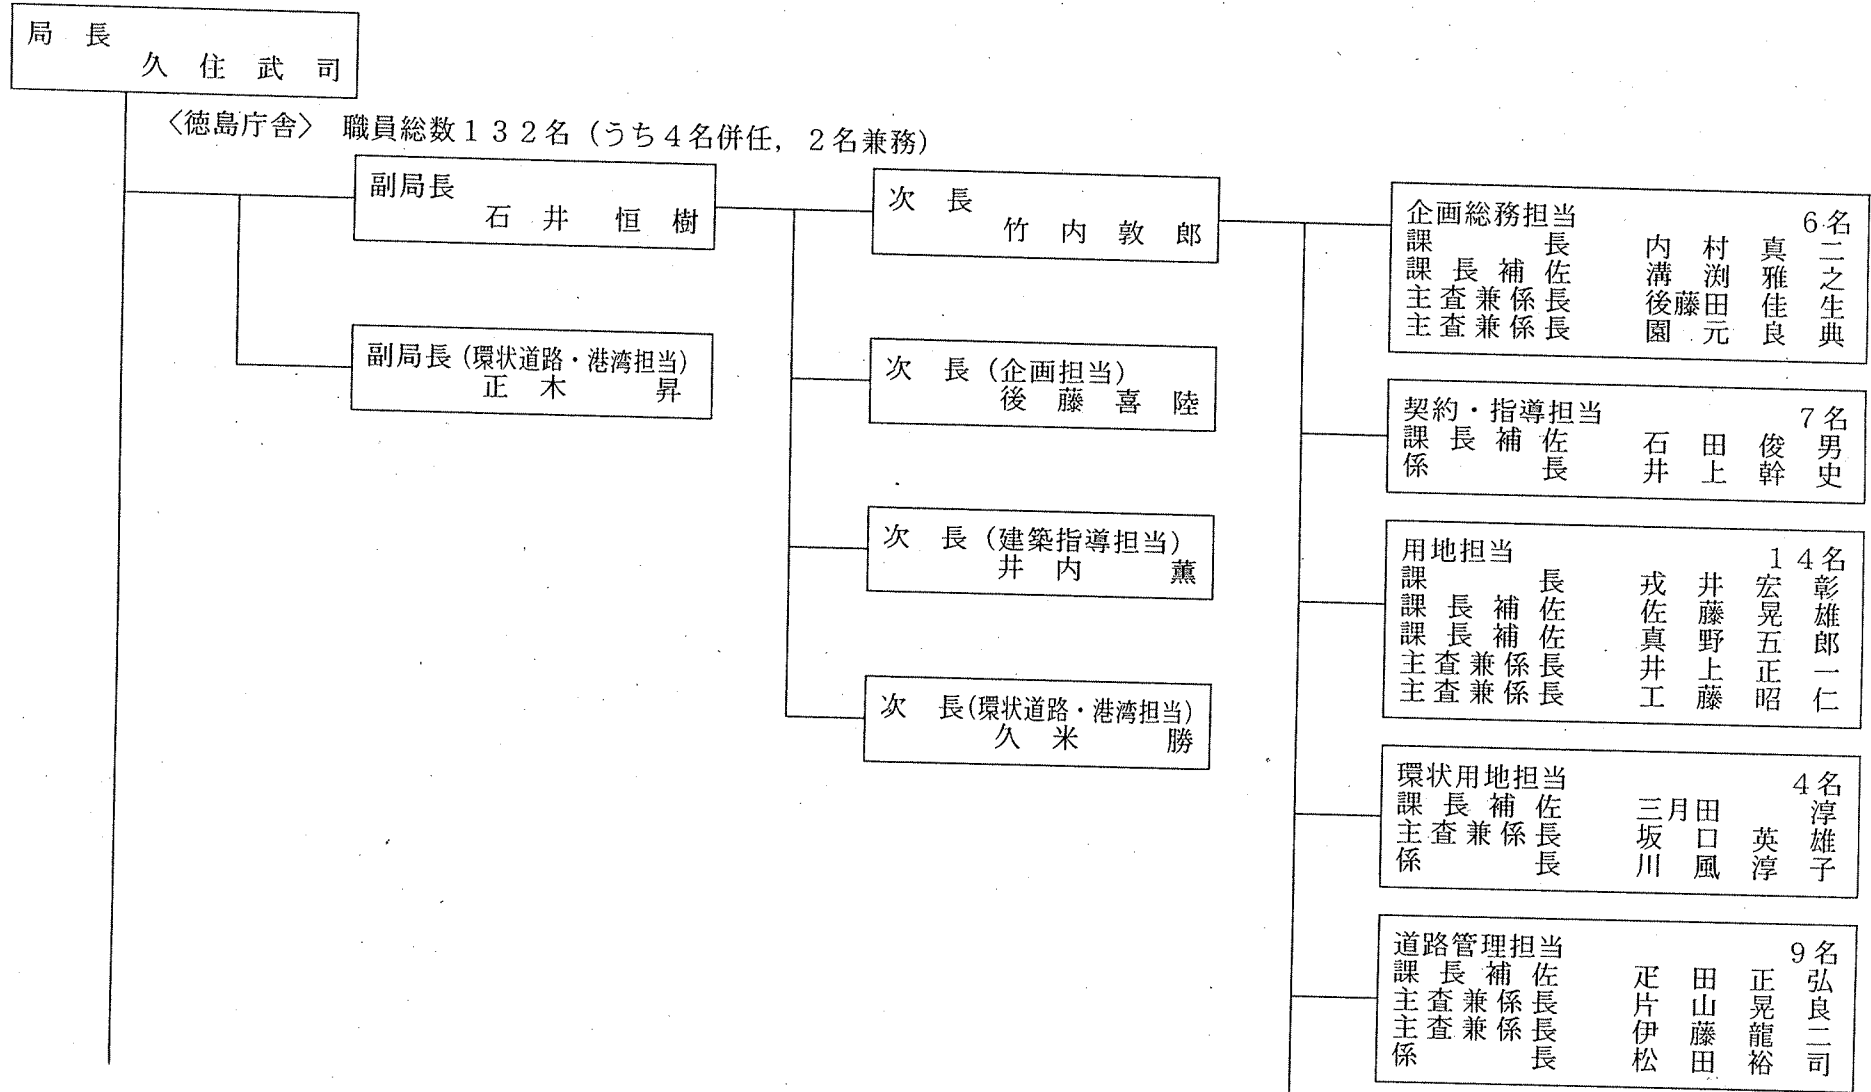 局　長
久　住　武　司
〈徳島庁舎〉　職員総数１３２名（うち４名併任，２名兼務）
副局長
石　井　恒　樹
副局長（環状道路・港湾担当）
正　木　昇
次　長
竹　内　敦　郎
次　長（企画担当）
後　藤　喜　陸
次　長（建築指導担当）
井　内　薫
次　長（環状道路・港湾担当）
久　米　勝
企画総務担当　６名
課　長　内　村　真　二
課　長　補　佐　溝　渕　雅　之
主査兼係長　後藤田　佳　生
主査兼係長　園　元　良　典
契約・指導担当　７名
課　長　補　佐　石　田　俊　男
係　長　井　上　幹　史
用地担当　１４名
課　長　戎　井　宏　彰
課　長　補　佐　佐　藤　晃　雄
課　長　補　佐　真　野　五　郎
主査兼係長　井　上　正　一
主査兼係長　工　藤　昭　仁
環状用地担当　４名
課　長　補　佐　三月田　淳
主査兼係長　坂　口　英　雄
係　長　川　風　淳　子
道路管理担当　９名
課　長　補　佐　疋　田　正　弘
主査兼係長　片　山　晃　良
主査兼係長　伊　藤　龍　二
係　長　松　田　裕　司